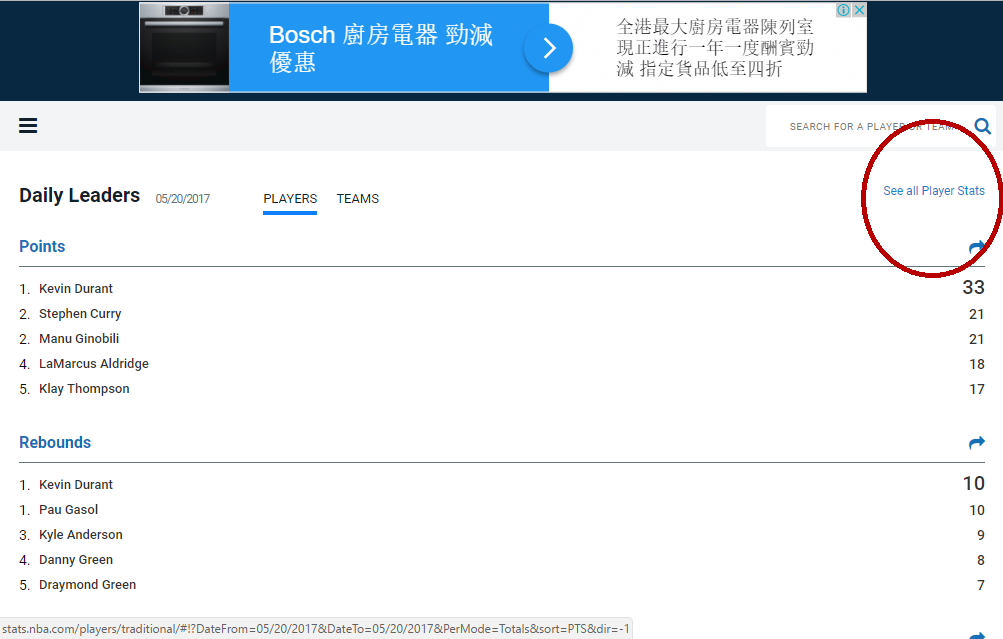 Bosch 廚房電器 勁減
優惠
全港最大廚房電器陳列室
現正進行一年一度酬賓勁
減 指定貨品低至四折
SEARCH FOR A PLAYER OR TEAM
See all Player Stats
Daily Leaders 05/20/2017 PLAYERS TEAMS
Points
1. Kevin Durant 33
2. Stephen Curry 21
2. Manu Ginobili 21
4. LaMarcus Aldridge 18
5. Klay Thompson 17
Rebounds
1. Kevin Durant 10
1. Pau Gasol 10
3. Kyle Anderson 9
4. Danny Green 8
5. Draymond Green 7
stats.nba.com/players/traditional/#!?DateFrom=05/20/2017&DateTo=05/20/2017&PerMode=Totals&sort=PTS&dir=-1